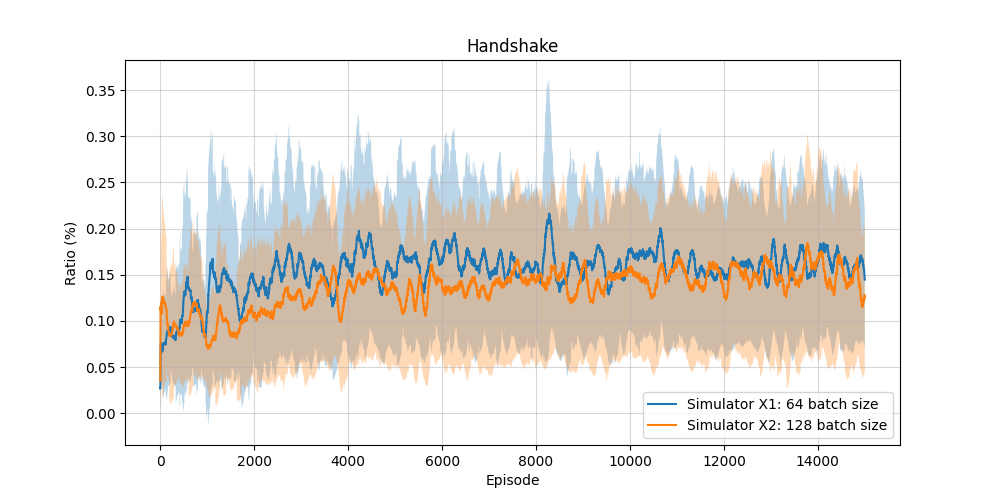 Handshake
Ratio (%)
0.35
0.30
0.25
0.20
0.15
0.10
0.05
0.00
0 2000 4000 6000 8000 10000 12000 14000
Episode
Simulator X1: 64 batch size
Simulator X2: 128 batch size